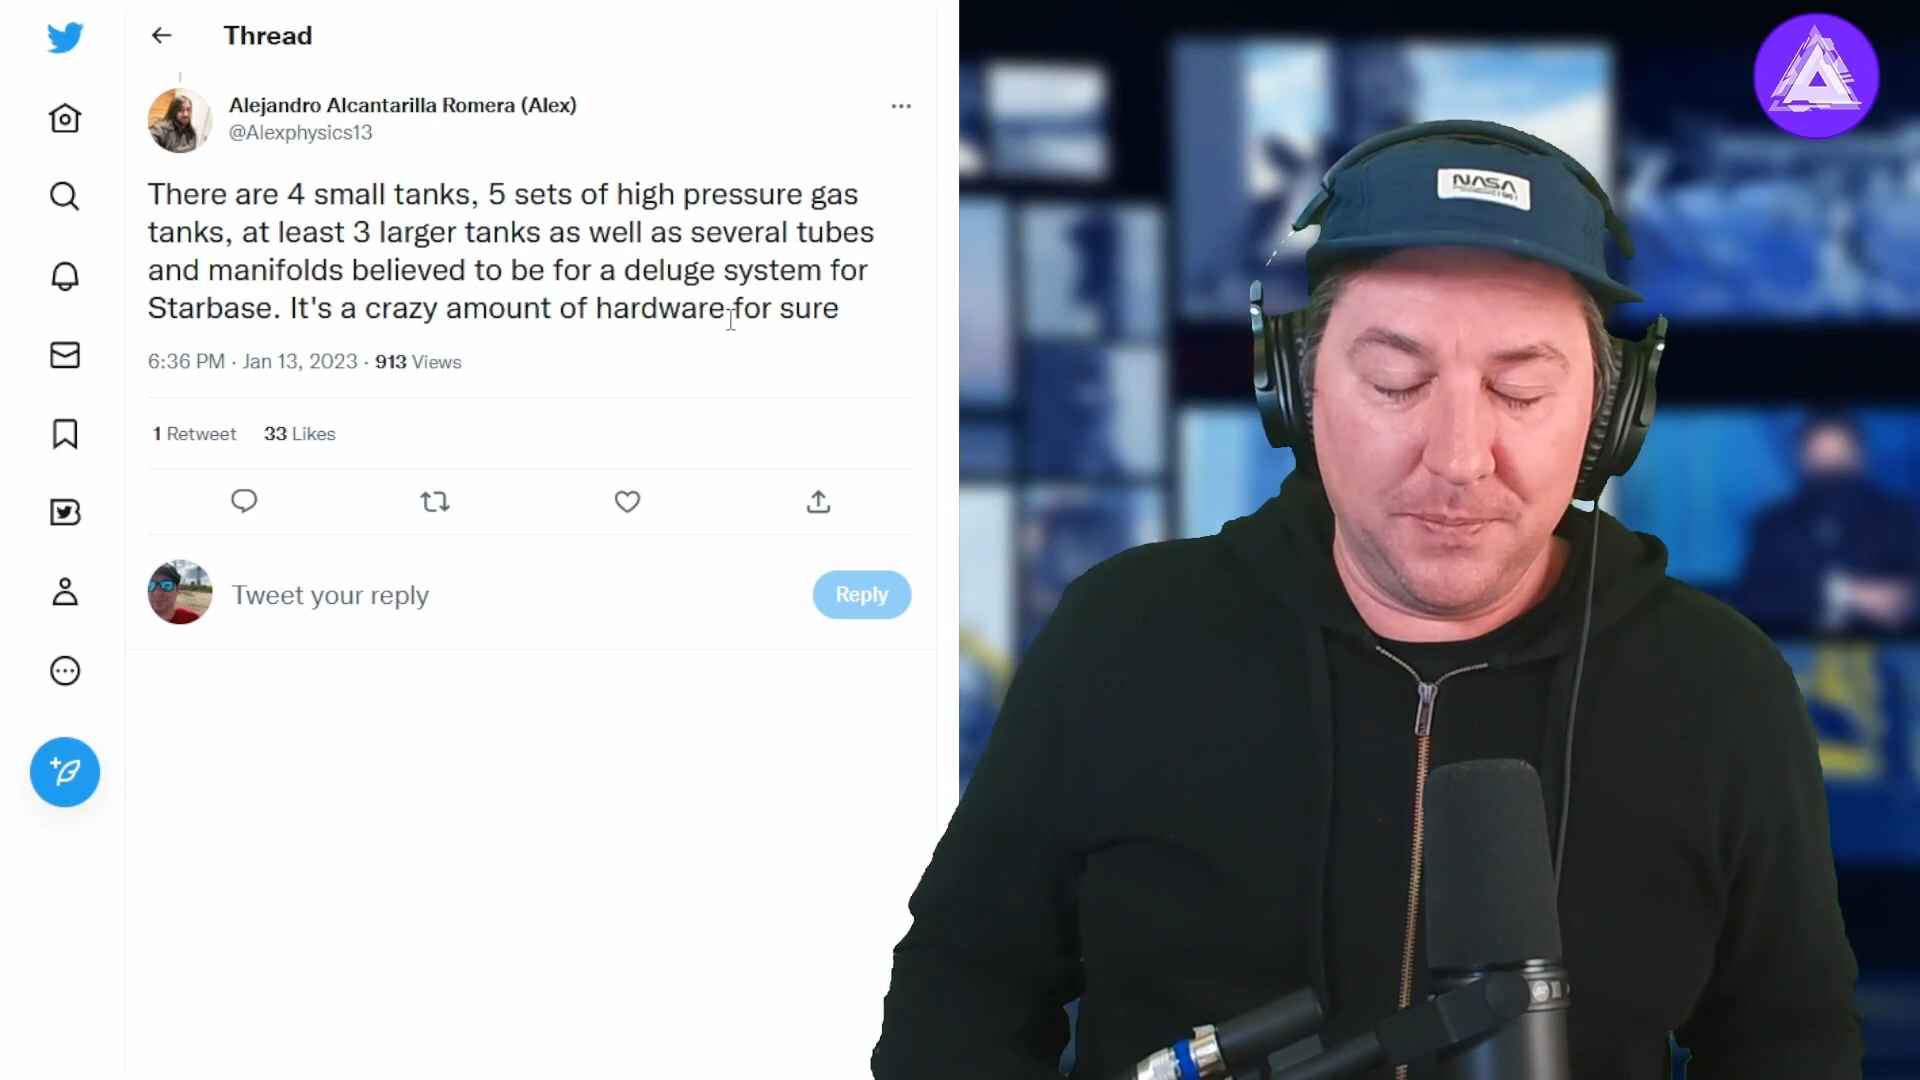 Thread
Alejandro Alcantarilla Romera (Alex)
@Alexphysics13
There are 4 small tanks, 5 sets of high pressure gas
tanks, at least 3 larger tanks as well as several tubes
and manifolds believed to be for a deluge system for
Starbase. It's a crazy amount of hardware for sure
6:36 PM · Jan 13, 2023 · 913 Views
1 Retweet 33 Likes
Tweet your reply
Reply
NASA